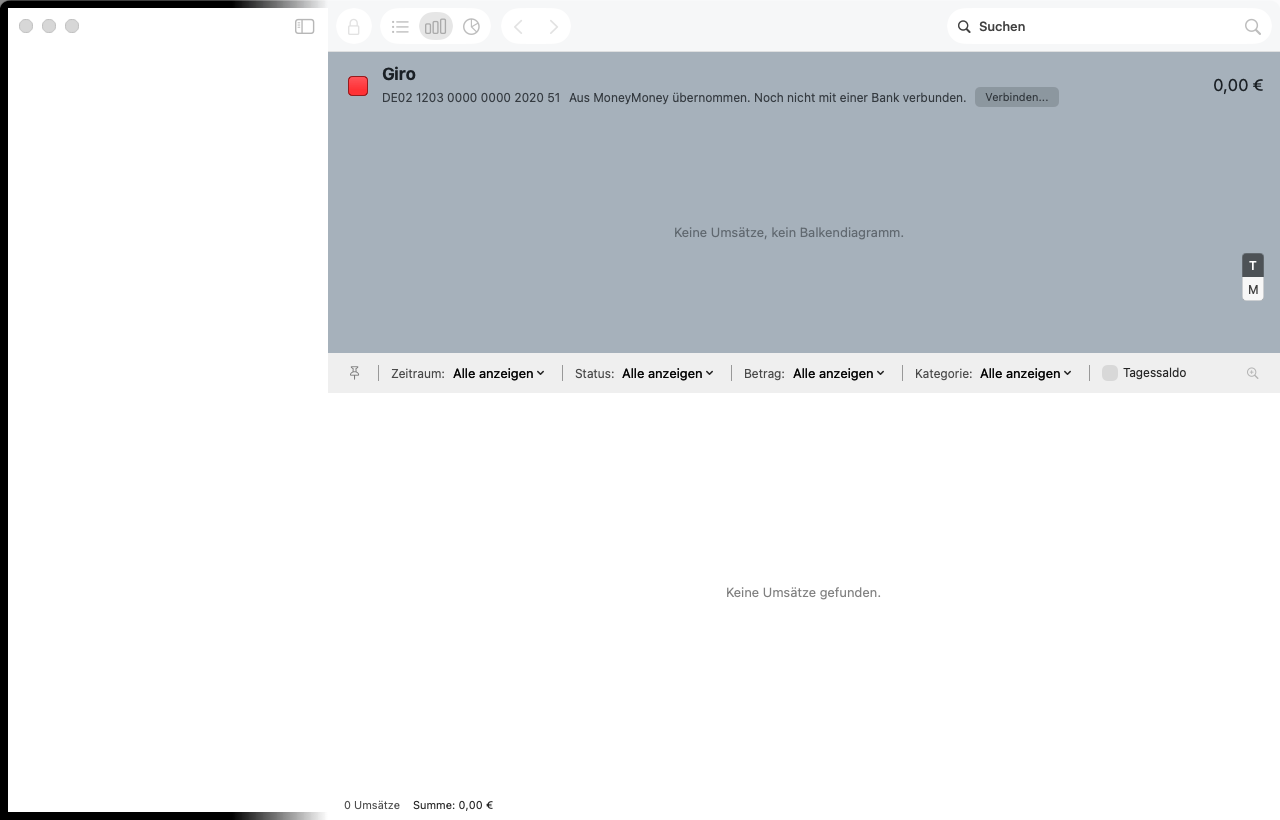 Suchen
Giro
DE02 1203 0000 0000 2020 51 Aus MoneyMoney übernommen. Noch nicht mit einer Bank verbunden. Verbinden...
0,00 €
Keine Umsätze, kein Balkendiagramm.
T
M
Zeitraum: Alle anzeigen Status: Alle anzeigen Betrag: Alle anzeigen Kategorie: Alle anzeigen Tagessaldo
Keine Umsätze gefunden.
0 Umsätze Summe: 0,00 €